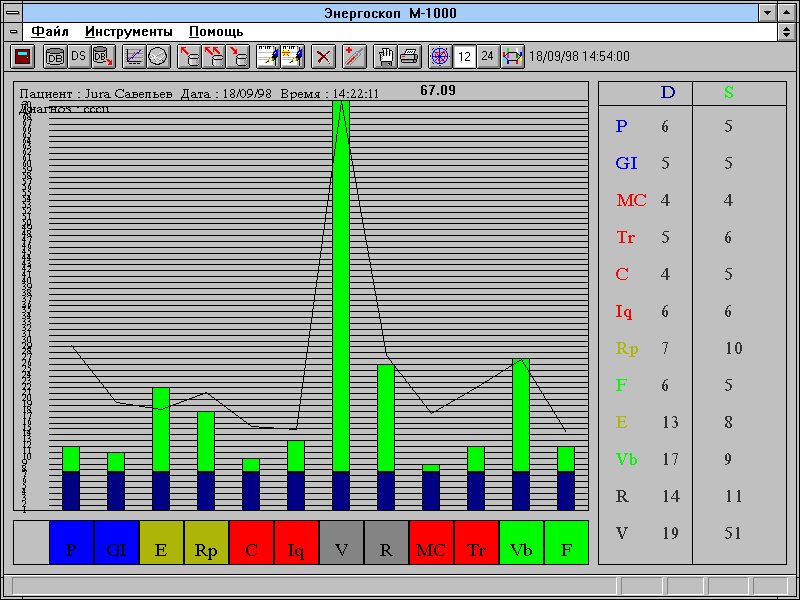 Энергоскоп М-1000
Файл Инструменты Помощь
DB DS DB 12 24 18/09/98 14:54:00
Пациент : Jura Савельев Дата : 18/09/98 Время : 14:22:11 67.09
Диагноз : сссц
P GI E Rp C Iq V R MC Tr Vb F
D S
P 6 5
GI 5 5
MC 4 4
Tr 5 6
C 4 5
Iq 6 6
Rp 7 10
F 6 5
E 13 8
Vb 17 9
R 14 11
V 19 51